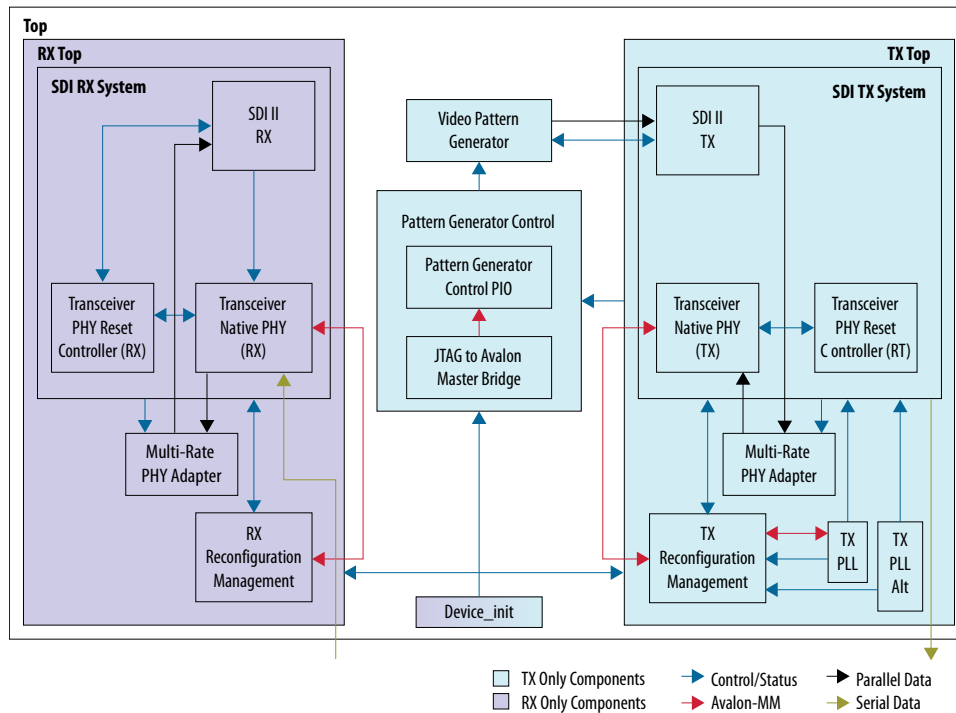 Top
RX Top
SDI RX System
SDI II
RX
Transceiver
PHY Reset
Controller (RX)
Transceiver
Native PHY
(RX)
Multi-Rate
PHY Adapter
RX
Reconfiguration
Management
Video Pattern
Generator
Pattern Generator Control
Pattern Generator
Control PIO
JTAG to Avalon
Master Bridge
Device_init
TX Top
SDI TX System
SDI II
TX
Transceiver
Native PHY
(TX)
Transceiver
PHY Reset
C ontroller (RT)
Multi-Rate
PHY Adapter
TX
Reconfiguration
Management
TX
PLL
TX
PLL
Alt
TX Only Components
RX Only Components
Control/Status
Avalon-MM
Parallel Data
Serial Data